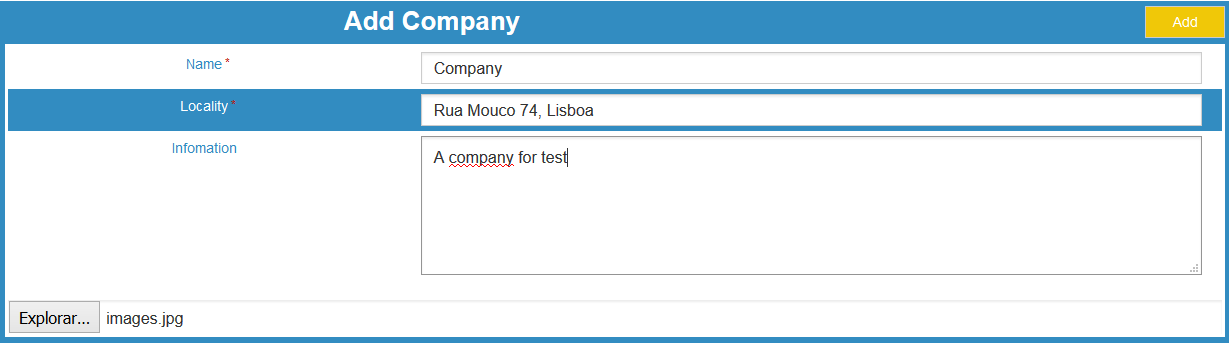 Add Company
Add
Name *
Company
Locality *
Rua Mouco 74, Lisboa
Infomation
A company for test
Explorar... images.jpg